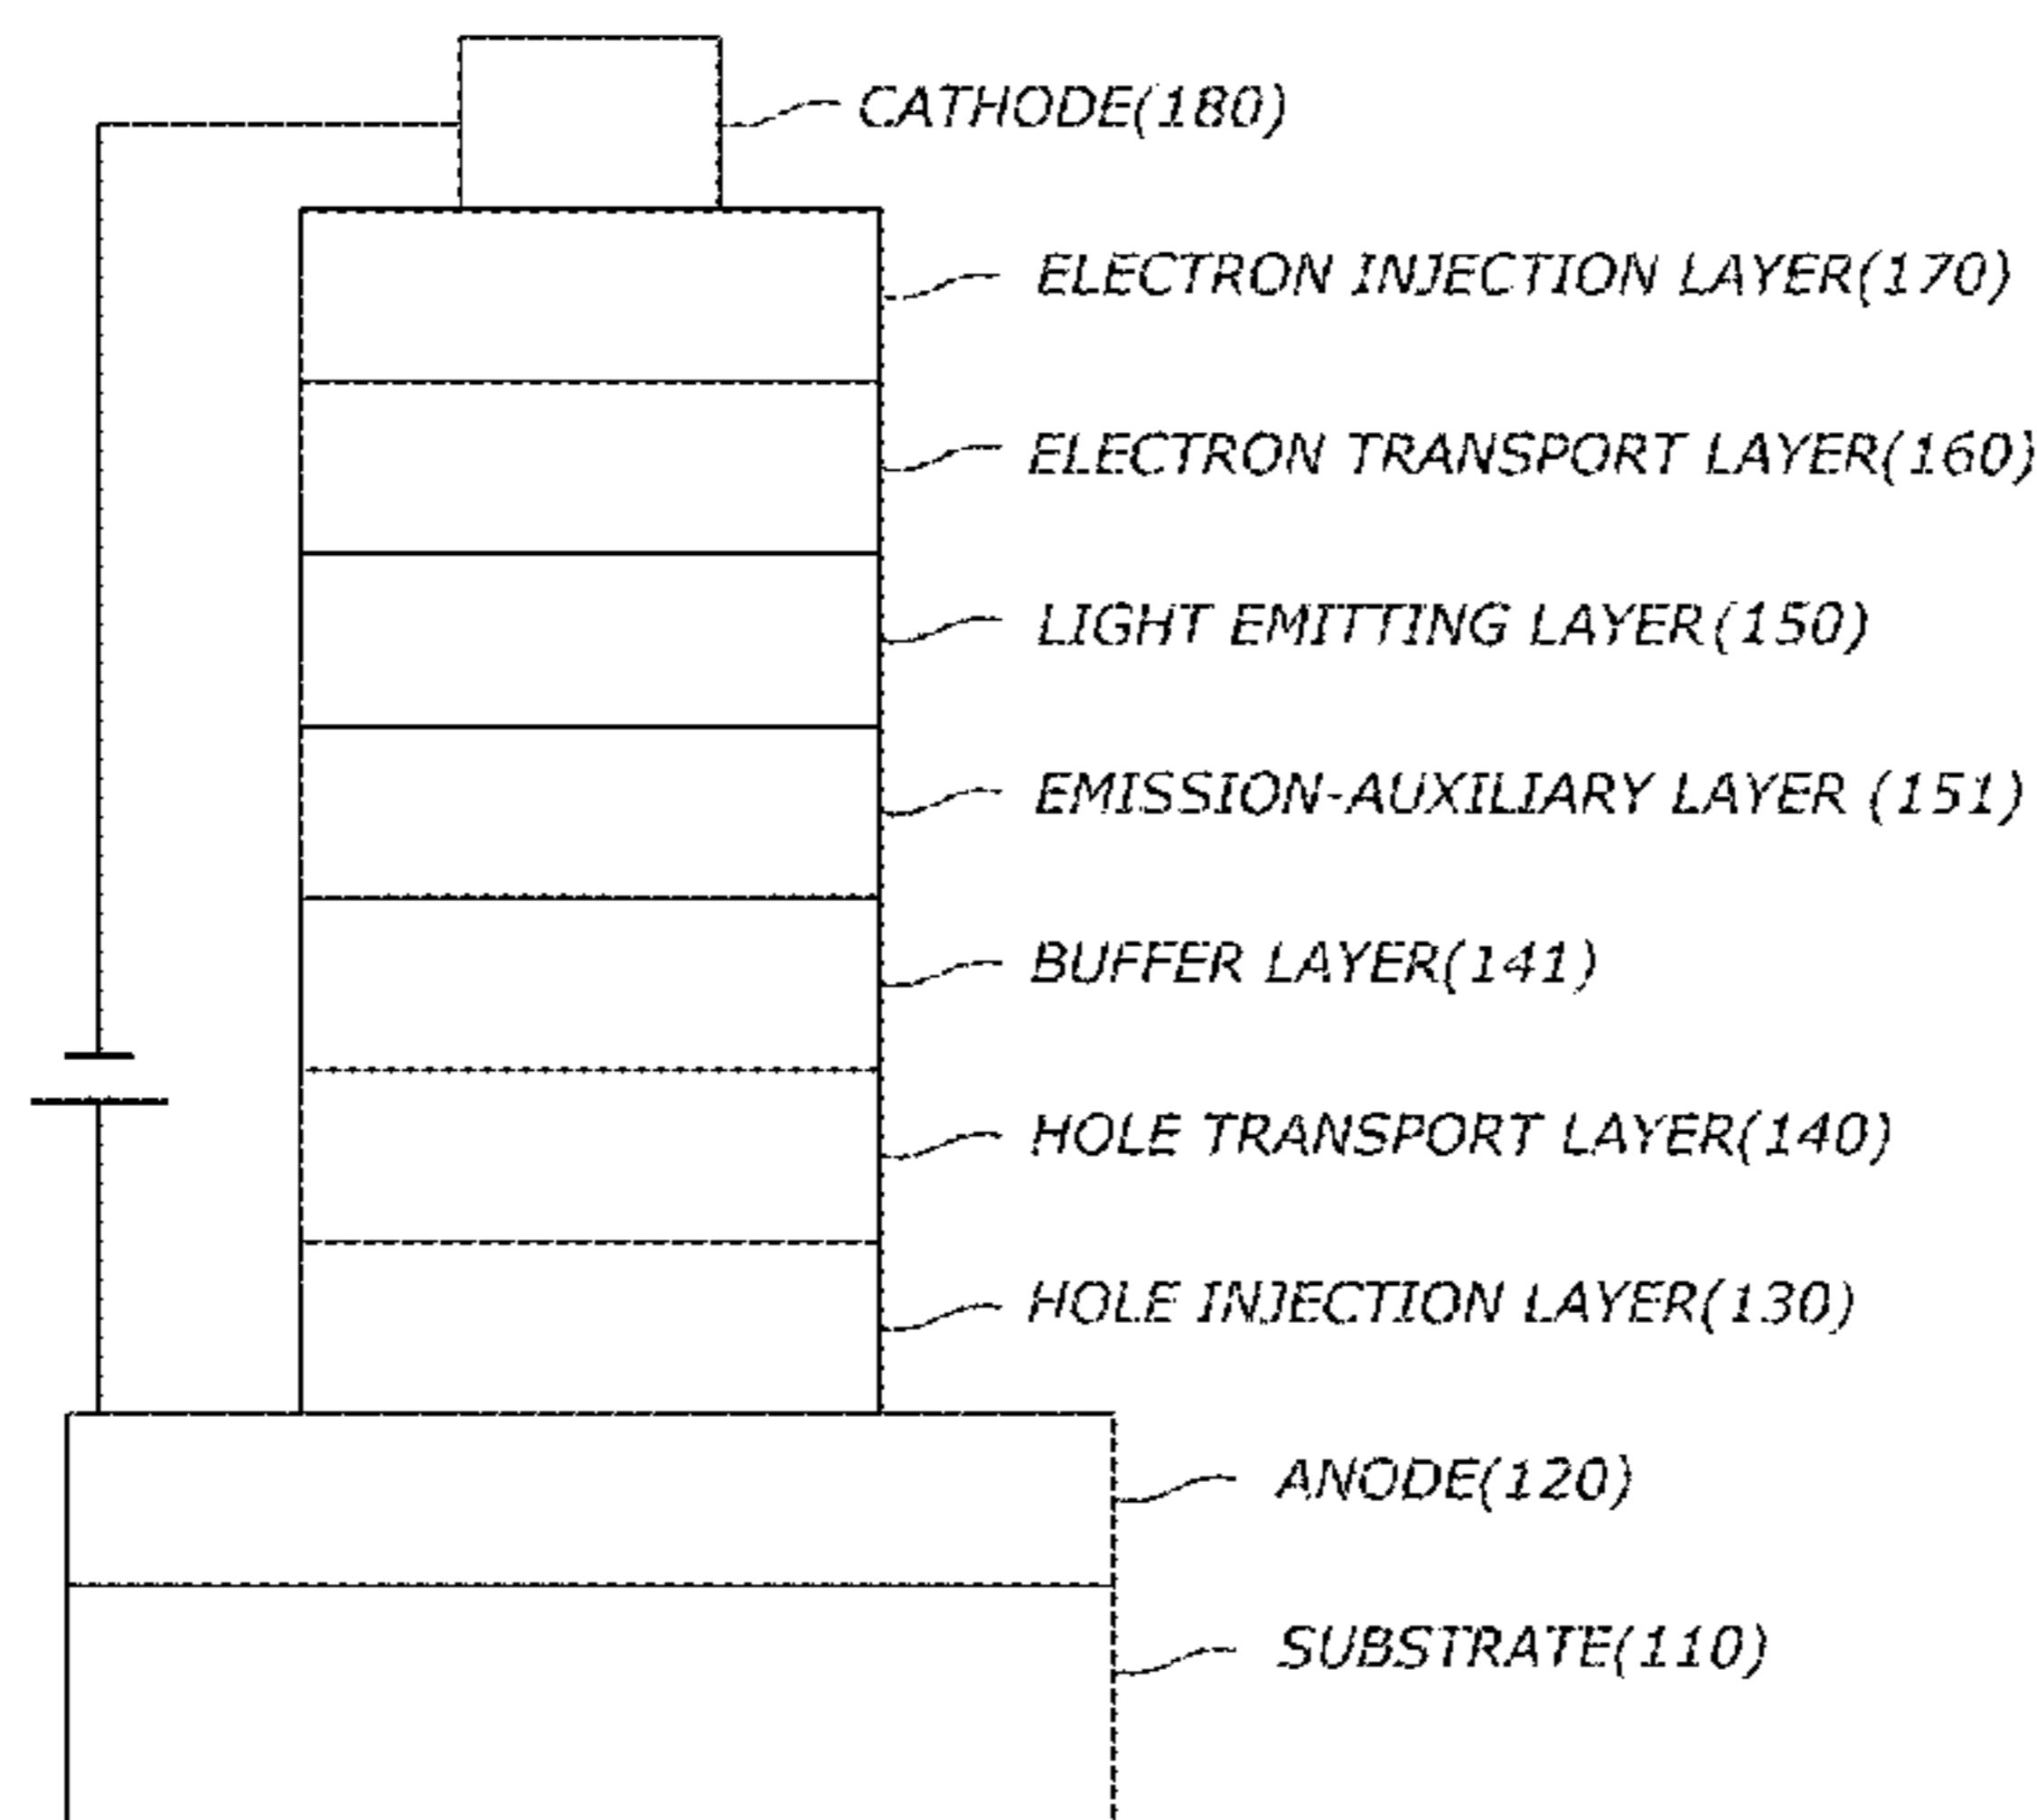 CATHODE(180)
ELECTRON INJECTION LAYER(170)
ELECTRON TRANSPORT LAYER(160)
LIGHT EMITTING LAYER(150)
EMISSION-AUXILIARY LAYER (151)
BUFFER LAYER(141)
HOLE TRANSPORT LAYER(140)
HOLE INJECTION LAYER(130)
ANODE(120)
SUBSTRATE(110)